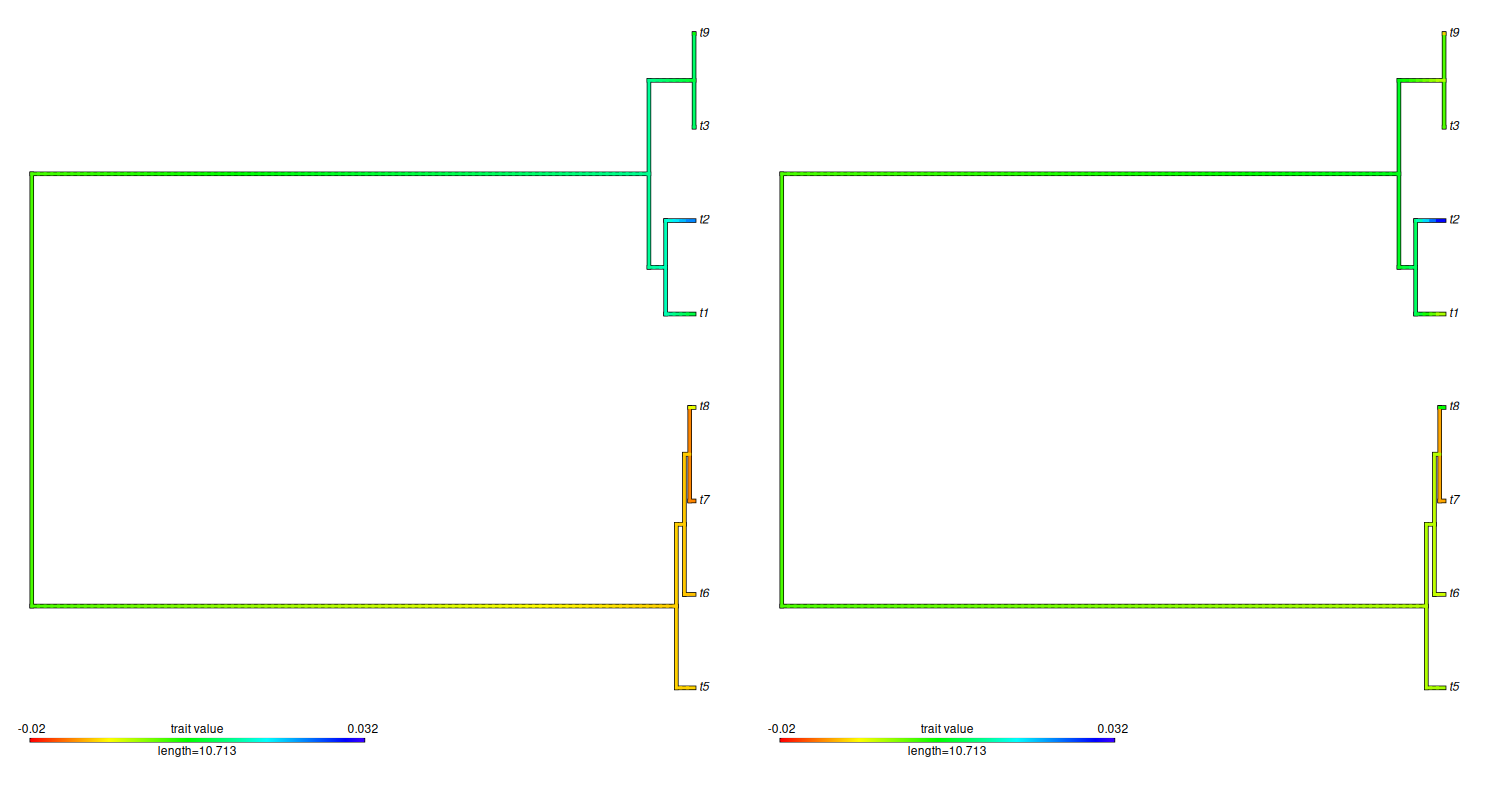 t9
t3
t2
t1
t8
t7
t6
t5
-0.02 trait value 0.032
length=10.713
t9
t3
t2
t1
t8
t7
t6
t5
-0.02 trait value 0.032
length=10.713